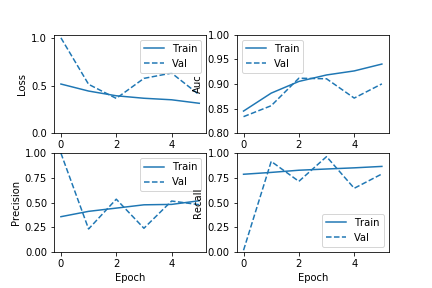 Loss
1.0
0.5
0.0
0
2
4
Train
Val
Auc
1.00
0.95
0.90
0.85
0.80
0
2
4
Train
Val
Precision
1.00
0.75
0.50
0.25
0.00
0
2
4
Epoch
Train
Val
Recall
1.00
0.75
0.50
0.25
0.00
0
2
4
Epoch
Train
Val